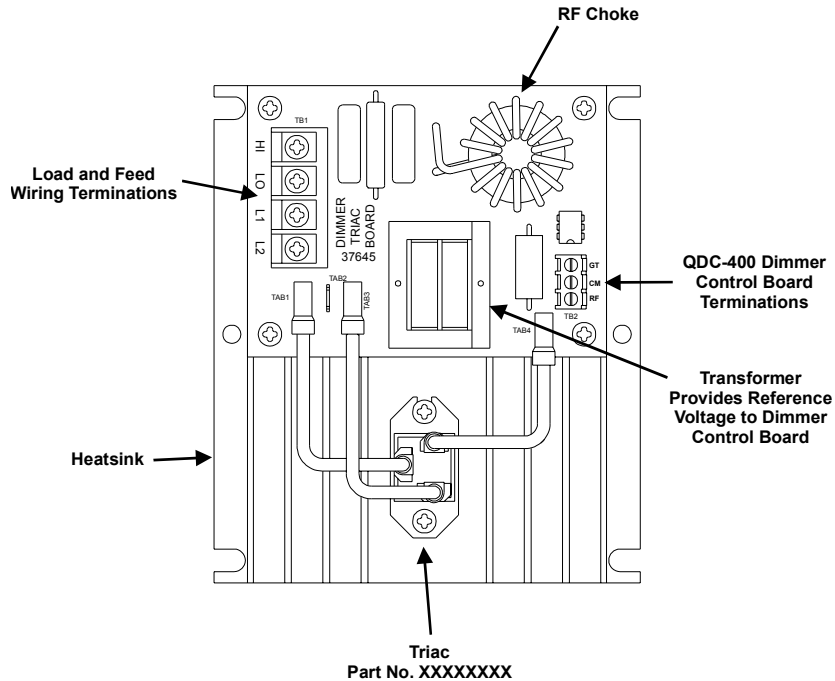 RF Choke
TB1
HI
LO
L1
L2
Load and Feed
Wiring Terminations
DIMMER
TRIAC
BOARD
37645
GT
CM
RF
TB2
QDC-400 Dimmer
Control Board
Terminations
TAB1
TAB2
TAB3
TAB4
Transformer
Provides Reference
Voltage to Dimmer
Control Board
Heatsink
Triac
Part No. XXXXXXXX